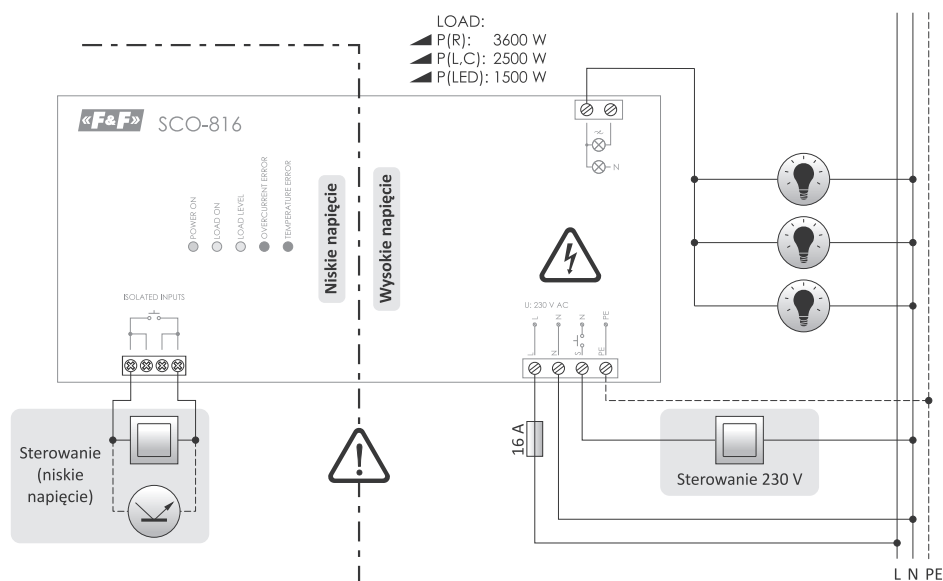 LOAD:
P(R): 3600 W
P(L,C): 2500 W
P(LED): 1500 W
«F&F» SCO-816
POWER ON
LOAD ON
LOAD LEVEL
OVERCURRENT ERROR
TEMPERATURE ERROR
Niskie napięcie
Wysokie napięcie
N
ISOLATED INPUTS
U: 230 V AC
L
N
N
PE
L
N
S
PE
16 A
Sterowanie
(niskie
napięcie)
Sterowanie 230 V
L N PE